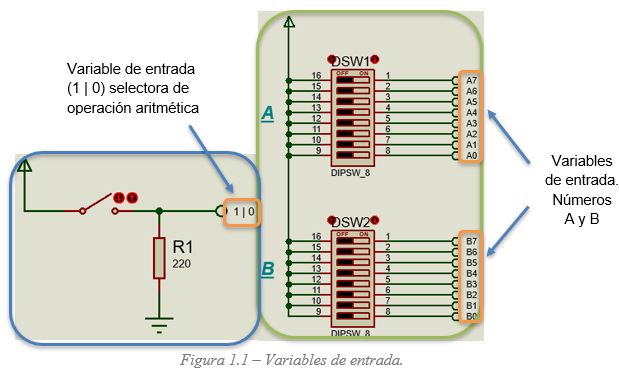 Variable de entrada
(1 | 0) selectora de
operación aritmética
R1
220
1 | 0
A
DSW1
OFF ON
16 1 A7
15 2 A6
14 3 A5
13 4 A4
12 5 A3
11 6 A2
10 7 A1
9 8 A0
DIPSW_8
B
DSW2
OFF ON
16 1 B7
15 2 B6
14 3 B5
13 4 B4
12 5 B3
11 6 B2
10 7 B1
9 8 B0
DIPSW_8
Variables
de entrada.
Números
A y B
Figura 1.1 – Variables de entrada.